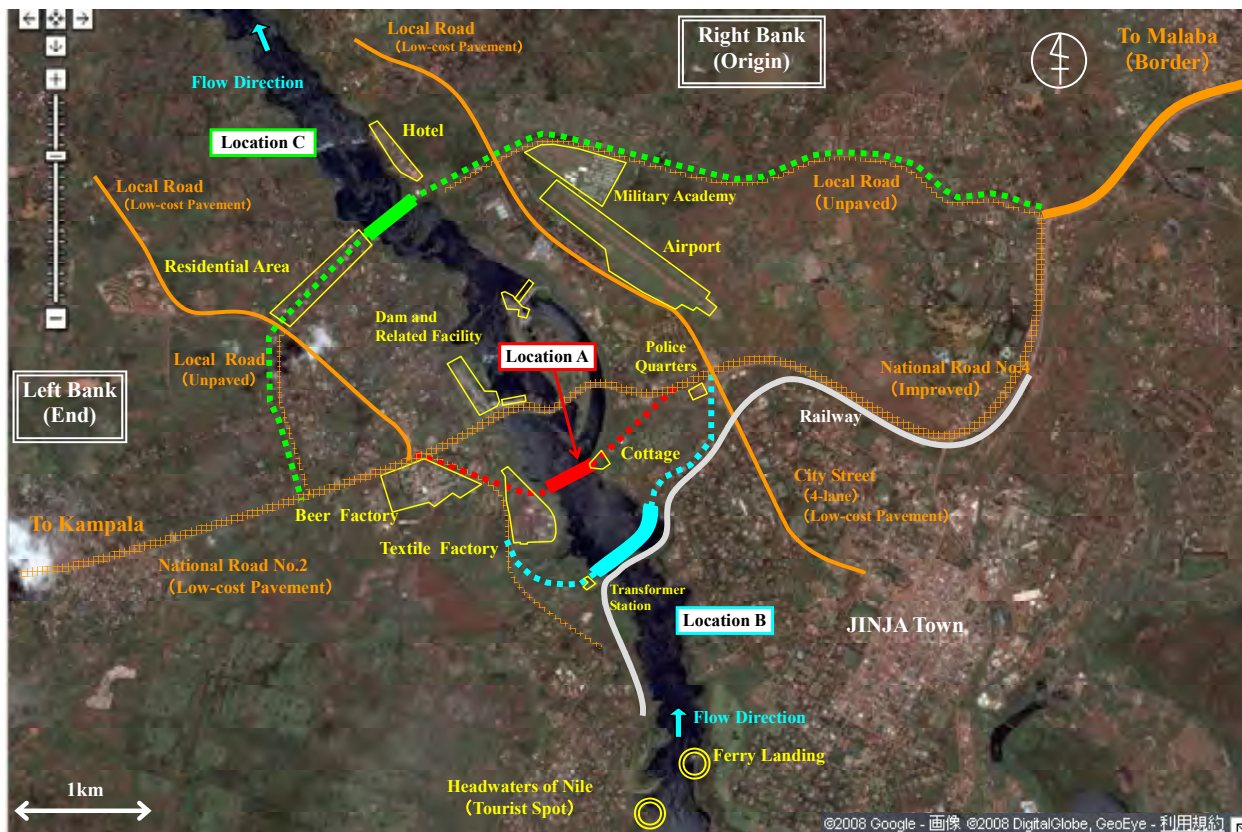 Local Road
(Low-cost Pavement)
Right Bank
(Origin)
To Malaba
(Border)
Flow Direction
Location C
Hotel
Local Road
(Low-cost Pavement)
Military Academy
Local Road
(Unpaved)
Airport
Residential Area
Dam and
Related Facility
Location A
Police
Quarters
Local Road
(Unpaved)
National Road No.4
(Improved)
Left Bank
(End)
Railway
Cottage
City Street
(4-lane)
(Low-cost Pavement)
To Kampala
Beer Factory
Textile Factory
National Road No.2
(Low-cost Pavement)
Transformer
Station
Location B
JINJA Town
Flow Direction
Ferry Landing
1km
Headwaters of Nile
(Tourist Spot)
©2008 Google - 画像 ©2008 DigitalGlobe, GeoEye - 利用規約